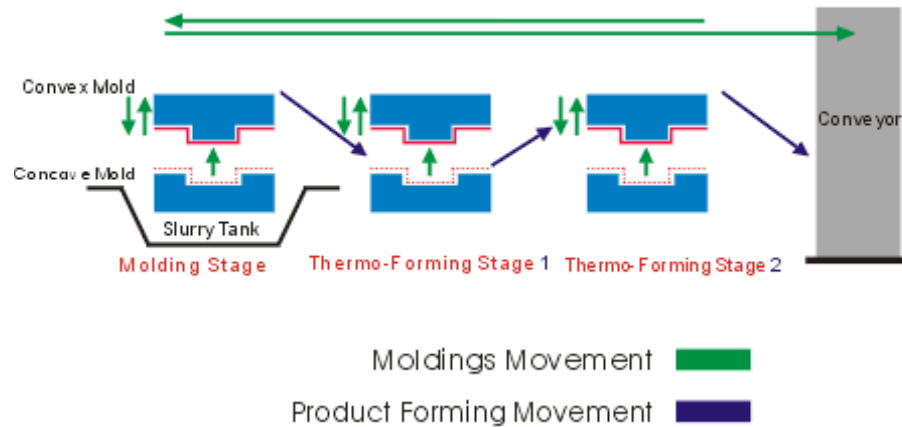 Convex Mold
Conveyor
Concave Mold
Slurry Tank
Molding Stage
Thermo-Forming Stage 1
Thermo-Forming Stage 2
Moldings Movement
Product Forming Movement